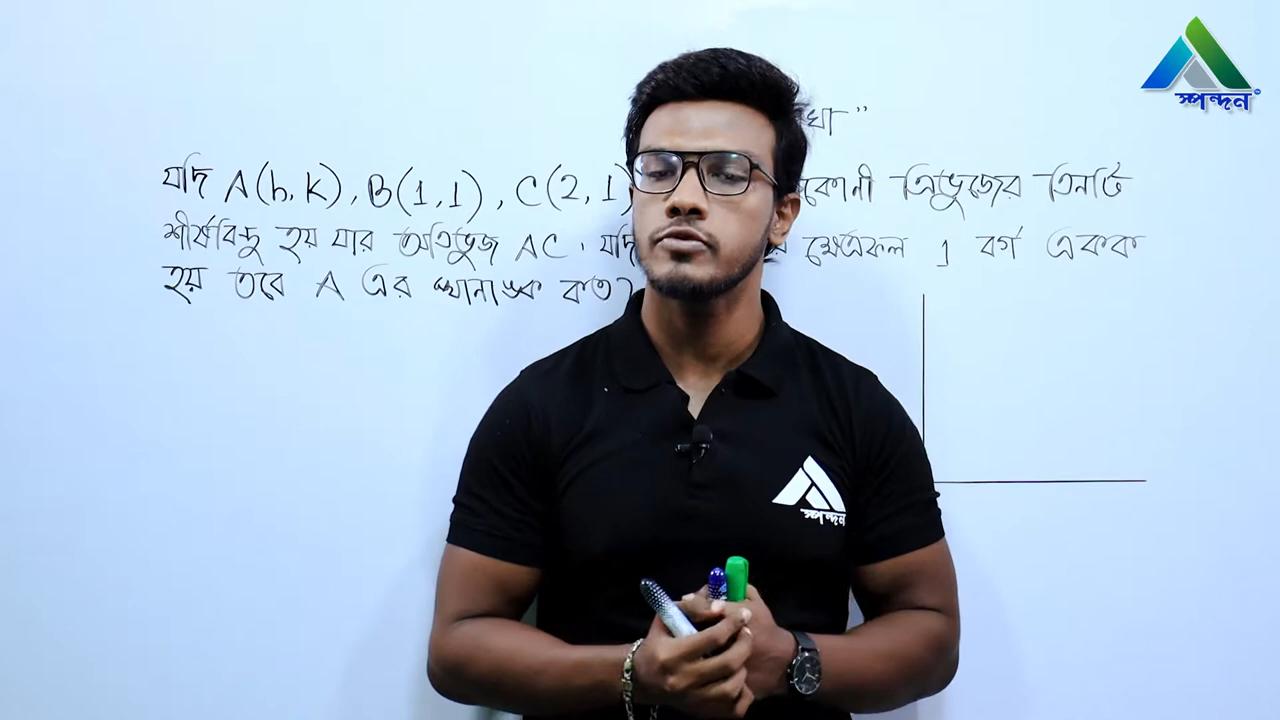 স্পন্দন
যদি A(h,K), B(1,1), C(2,1) ত্রিভুজের তিনটি
শীর্ষবিন্দু হয় যার অতিভুজ AC । যদি ক্ষেত্রফল 1 বর্গ একক
হয় তবে A এর স্থানাঙ্ক কত?
স্পন্দন